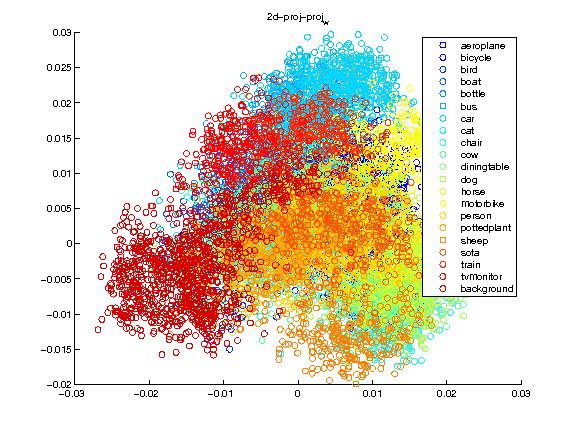 2d-proj-proj_w
0.03
0.025
0.02
0.015
0.01
0.005
0
−0.005
−0.01
−0.015
−0.02
−0.03
−0.02
−0.01
0
0.01
0.02
0.03
aeroplane
bicycle
bird
boat
bottle
bus
car
cat
chair
cow
diningtable
dog
horse
motorbike
person
pottedplant
sheep
sofa
train
tvmonitor
background